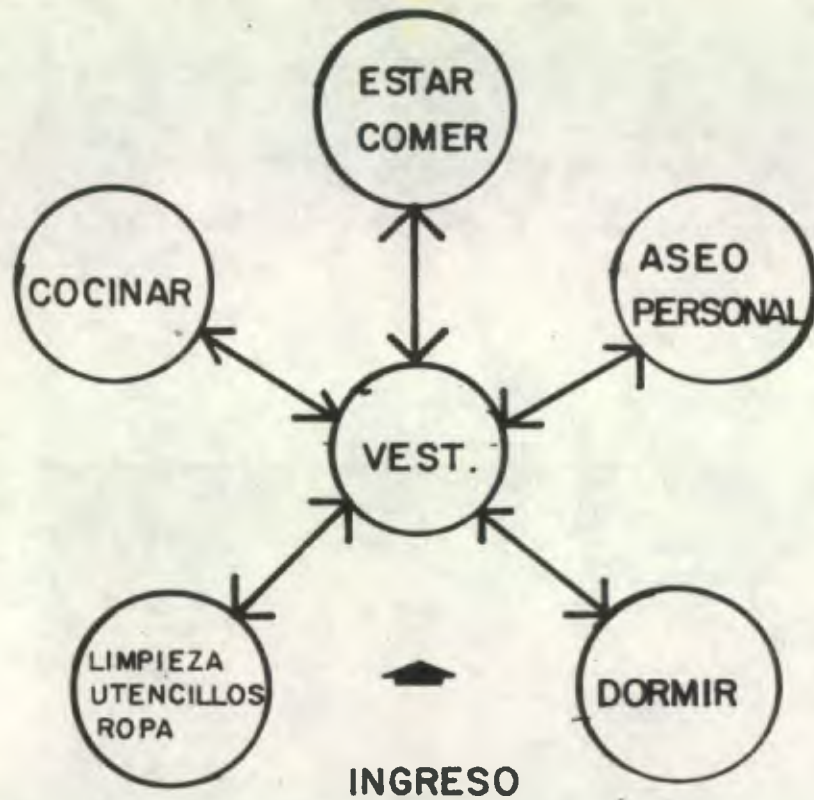 ESTAR
COMER
COCINAR
ASEO
PERSONAL
VEST.
LIMPIEZA
UTENCILLOS
ROPA
DORMIR
INGRESO